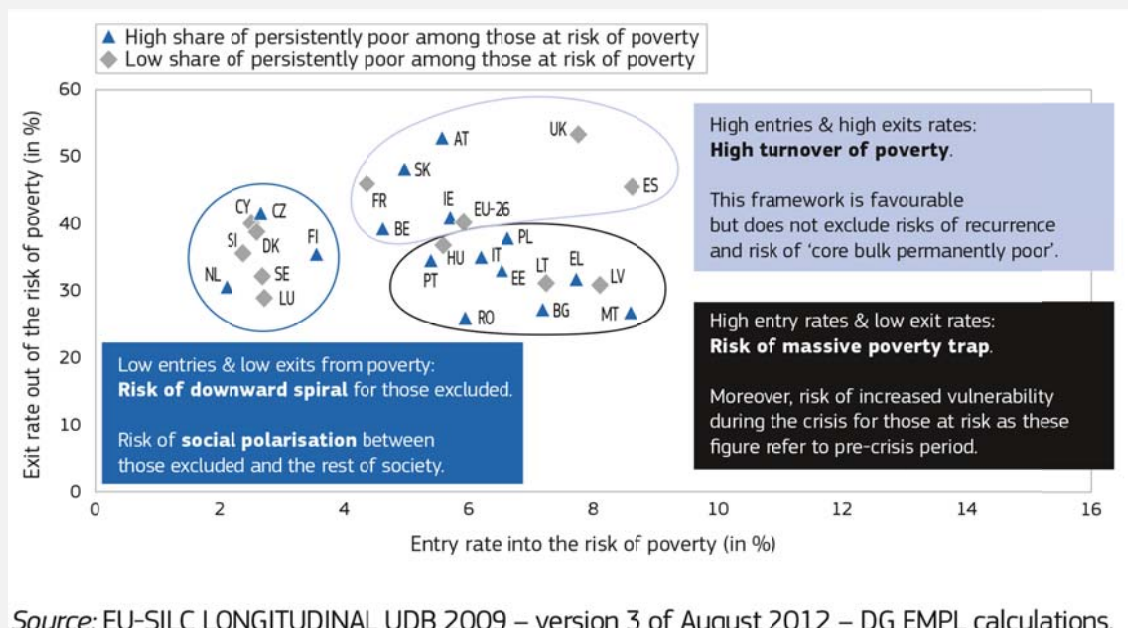 High share of persistently poor among those at risk of poverty
Low share of persistently poor among those at risk of poverty
Exit rate out of the risk of poverty (in %)
60
50
40
30
20
10
0
AT
UK
SK
ES
FR
IE
EU-26
BE
CY
CZ
SI
DK
FI
NL
SE
LU
PL
HU
IT
PT
EE
LT
EL
LV
RO
BG
MT
High entries & high exits rates:
High turnover of poverty.
This framework is favourable
but does not exclude risks of recurrence
and risk of ‘core bulk permanently poor’.
High entry rates & low exit rates:
Risk of massive poverty trap.
Moreover, risk of increased vulnerability
during the crisis for those at risk as these
figure refer to pre-crisis period.
Low entries & low exits from poverty:
Risk of downward spiral for those excluded.
Risk of social polarisation between
those excluded and the rest of society.
0 2 4 6 8 10 12 14 16
Entry rate into the risk of poverty (in %)
Source: EU-SILC LONGITUDINAL UDB 2009 – version 3 of August 2012 – DG EMPL calculations.